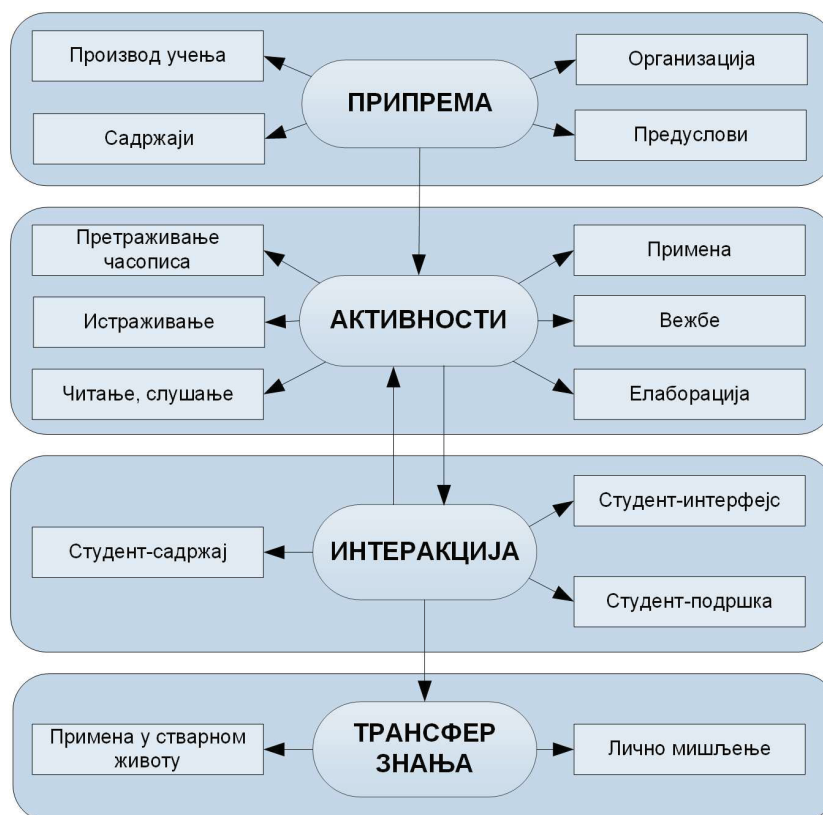 Производ учења
Организација
ПРИПРЕМА
Садржаји
Предуслови
Претраживање
часописа
Примена
Истраживање
АКТИВНОСТИ
Вежбе
Читање, слушање
Елаборација
Студент-интерфејс
Студент-садржај
ИНТЕРАКЦИЈА
Студент-подршка
Примена у стварном
животу
ТРАНСФЕР
ЗНАЊА
Лично мишљење